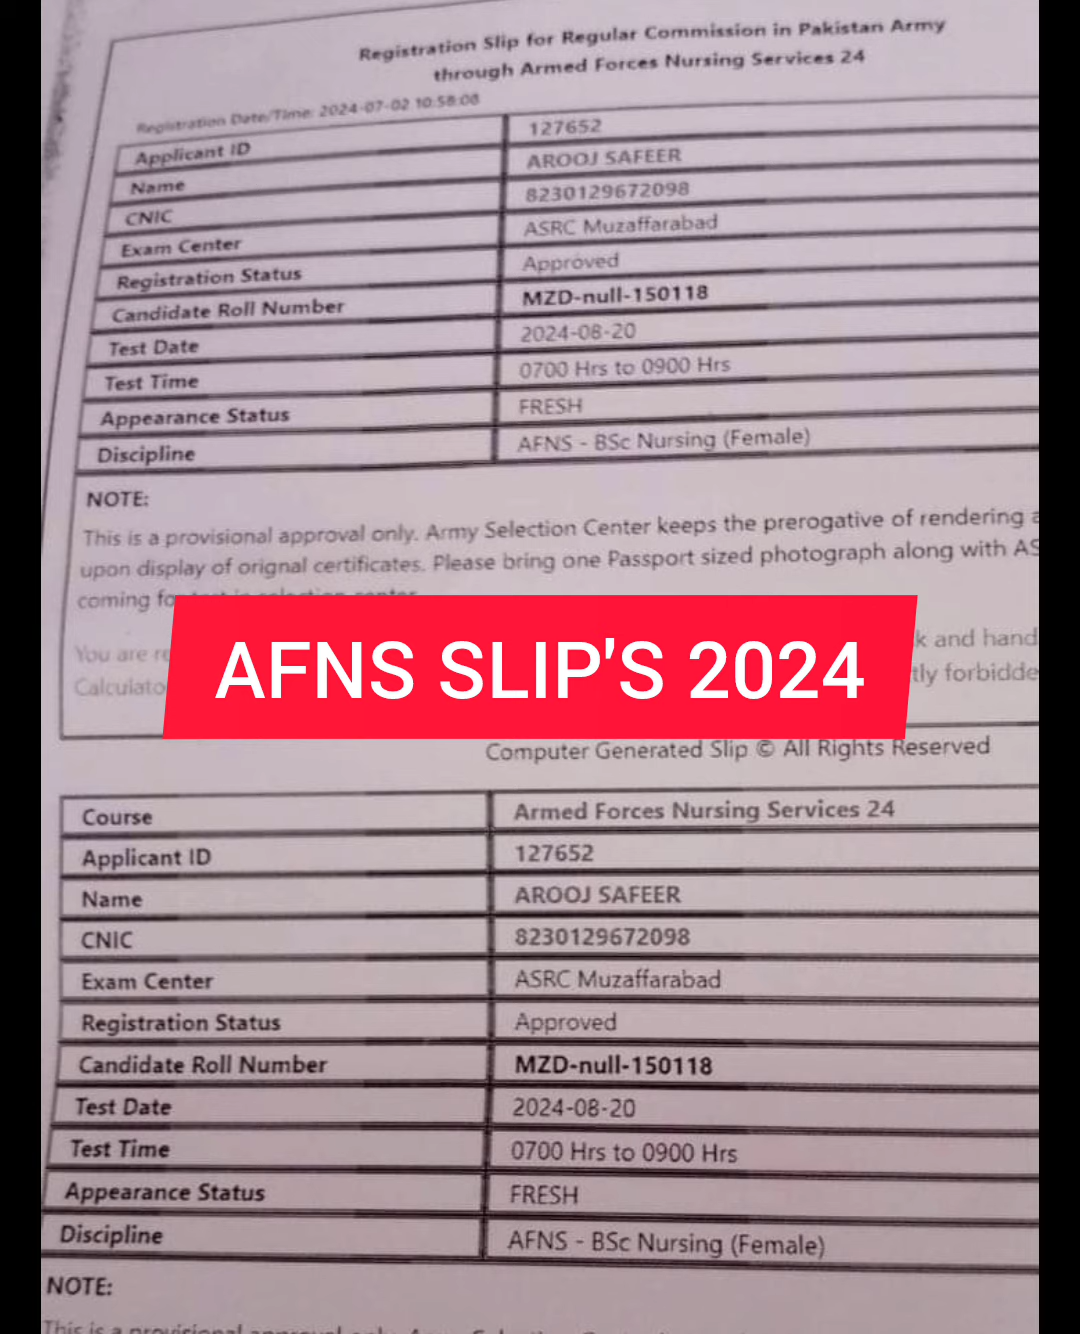 Registration Slip for Regular Commission in Pakistan Army
through Armed Forces Nursing Services 24
Registration Date/Time: 2024-07-02 10:58:08
Applicant ID 127652
Name AROOJ SAFEER
CNIC 8230129672098
Exam Center ASRC Muzaffarabad
Registration Status Approved
Candidate Roll Number MZD-null-150118
Test Date 2024-08-20
Test Time 0700 Hrs to 0900 Hrs
Appearance Status FRESH
Discipline AFNS - BSc Nursing (Female)
NOTE:
This is a provisional approval only. Army Selection Center keeps the prerogative of rendering
upon display of orignal certificates. Please bring one Passport sized photograph along with AS
coming
You are k and hand
tly
AFNS SLIP'S 2024
Computer Generated Slip © All Rights Reserved
Course Armed Forces Nursing Services 24
Applicant ID 127652
Name AROOJ SAFEER
CNIC 8230129672098
Exam Center ASRC Muzaffarabad
Registration Status Approved
Candidate Roll Number MZD-null-150118
Test Date 2024-08-20
Test Time 0700 Hrs to 0900 Hrs
Appearance Status FRESH
Discipline AFNS - BSc Nursing (Female)
NOTE:
This is a provisional approval only.